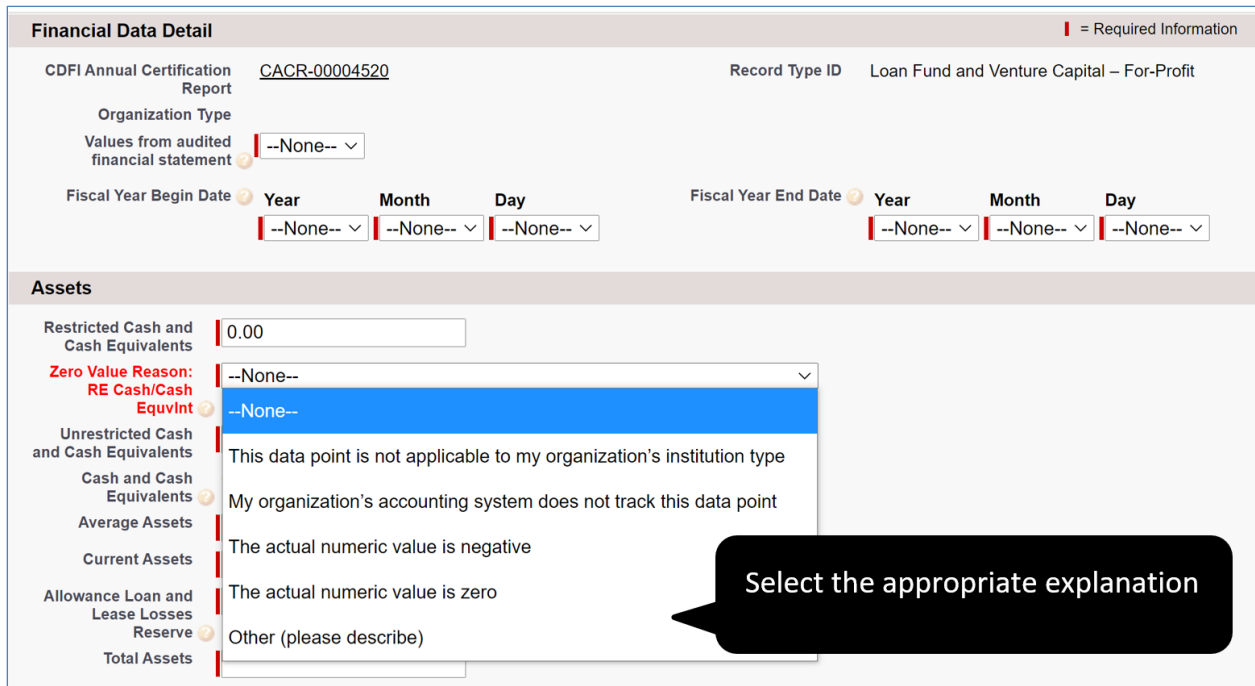 Financial Data Detail
= Required Information
CDFI Annual Certification
Report
CACR-00004520
Record Type ID
Loan Fund and Venture Capital – For-Profit
Organization Type
Values from audited
financial statement
?
--None--
Fiscal Year Begin Date
?
Year
Month
Day
--None--
--None--
--None--
Fiscal Year End Date
?
Year
Month
Day
--None--
--None--
--None--
Assets
Restricted Cash and
Cash Equivalents
0.00
Zero Value Reason:
RE Cash/Cash
EquvInt
?
--None--
--None--
This data point is not applicable to my organization’s institution type
My organization’s accounting system does not track this data point
The actual numeric value is negative
The actual numeric value is zero
Other (please describe)
Unrestricted Cash
and Cash Equivalents
Cash and Cash
Equivalents
?
Average Assets
Current Assets
Allowance Loan and
Lease Losses
Reserve
?
Total Assets
Select the appropriate explanation